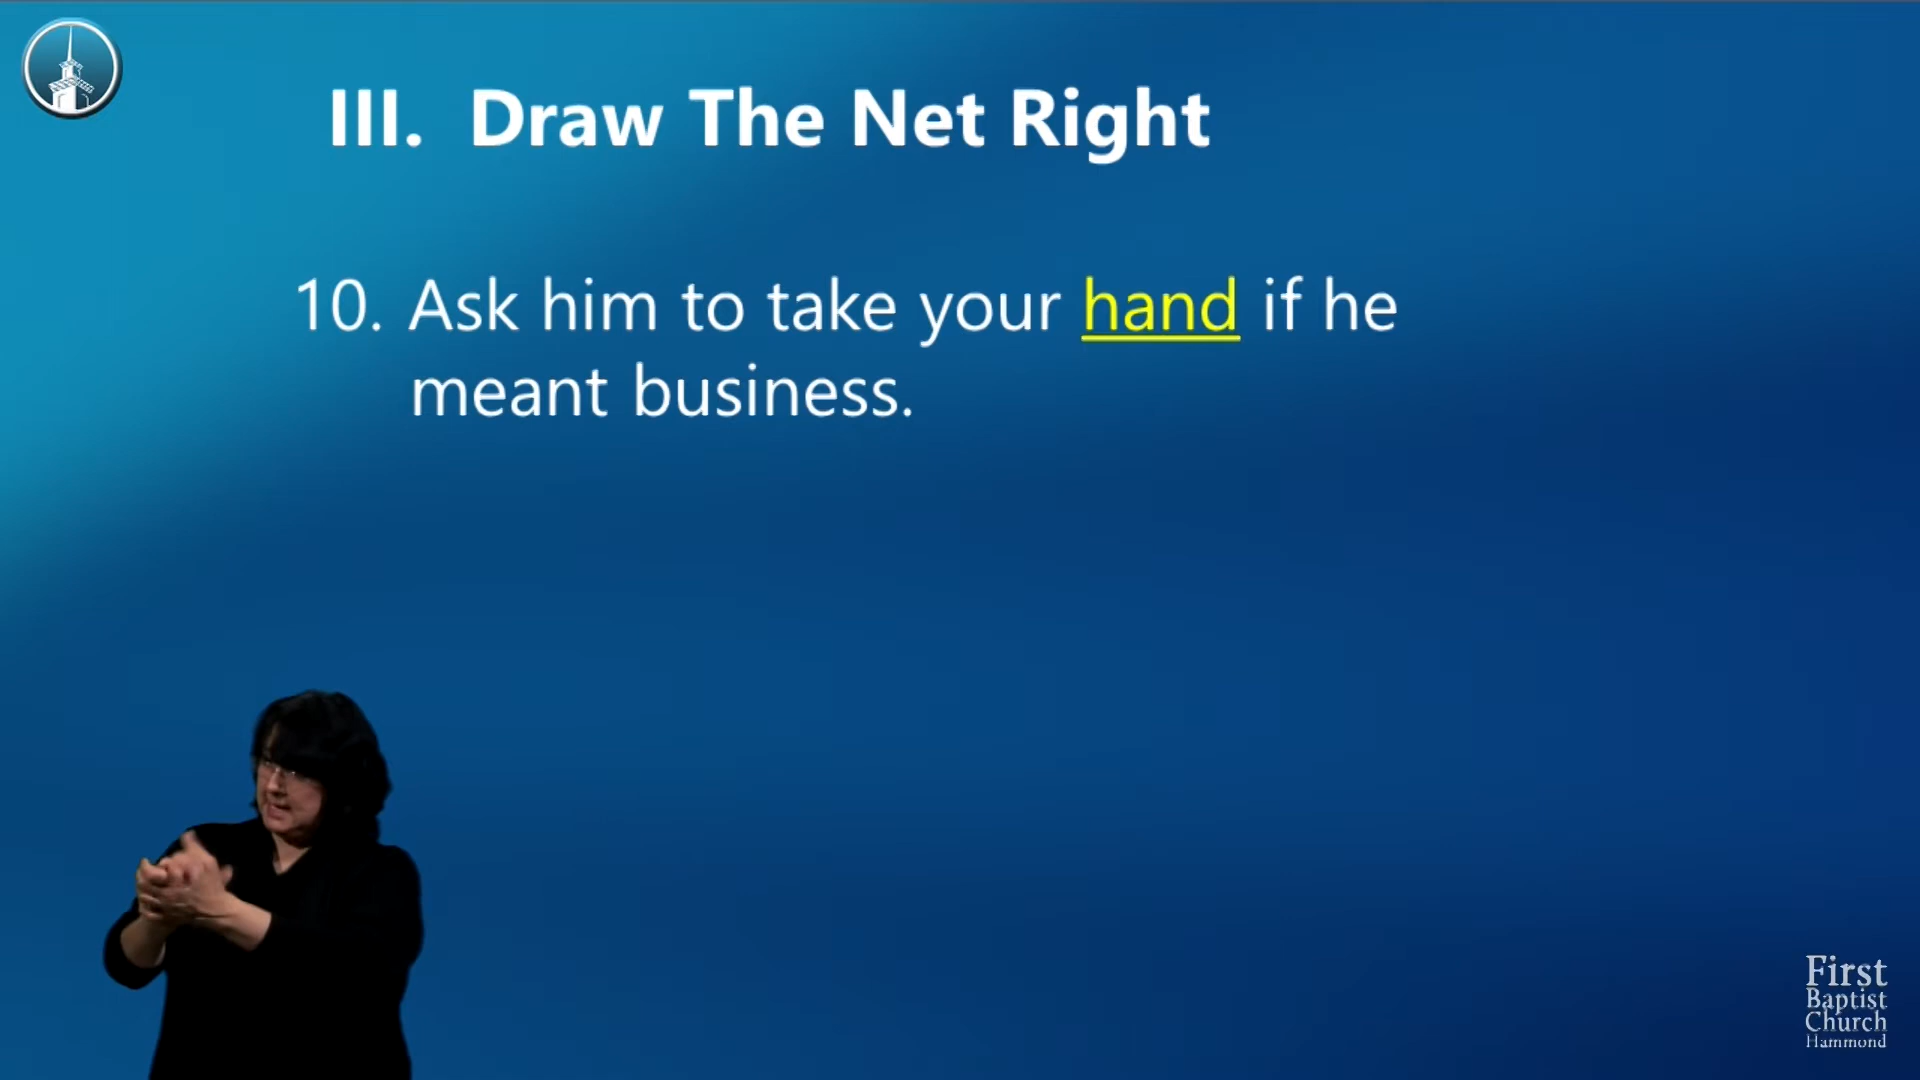 III. Draw The Net Right
10. Ask him to take your hand if he
meant business.
First
Baptist
Church
Hammond